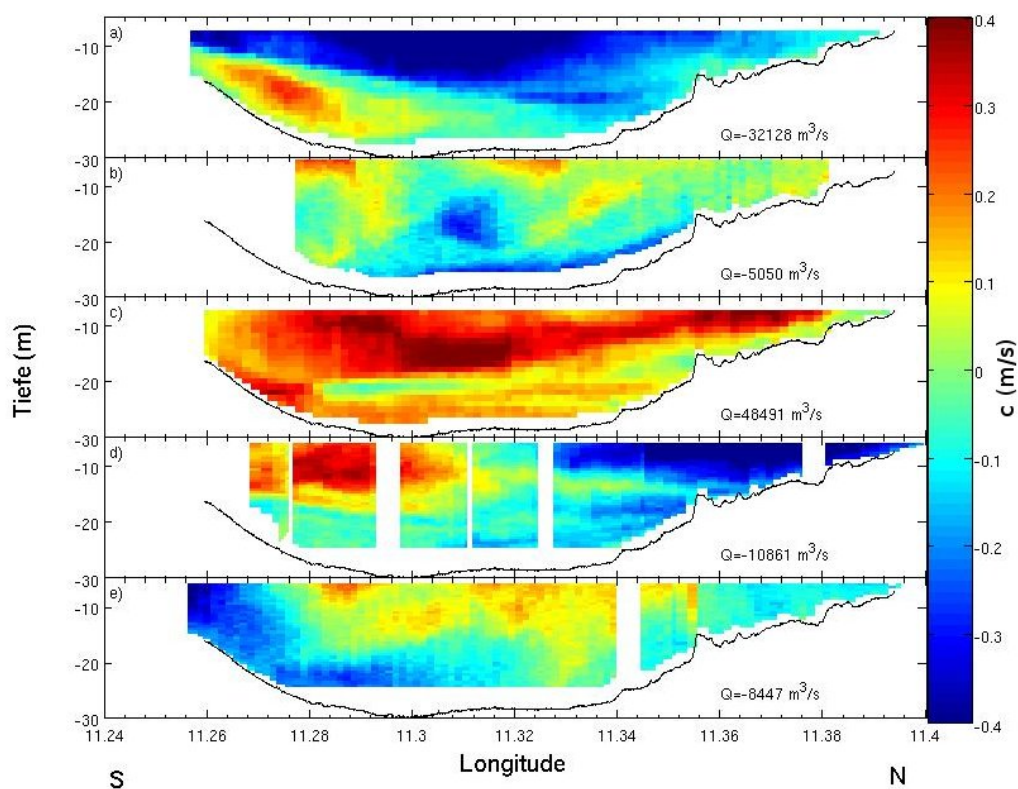 a)
-10
-20
-30
Q=-32128 m³/s
b)
-10
-20
-30
Q=-5050 m³/s
c)
-10
-20
-30
Q=48491 m³/s
d)
-10
-20
-30
Q=-10861 m³/s
e)
-10
-20
-30
Q=-8447 m³/s
Tiefe (m)
11.24 11.26 11.28 11.3 11.32 11.34 11.36 11.38 11.4
Longitude
S N
0.4
0.3
0.2
0.1
0
-0.1
-0.2
-0.3
-0.4
c (m/s)